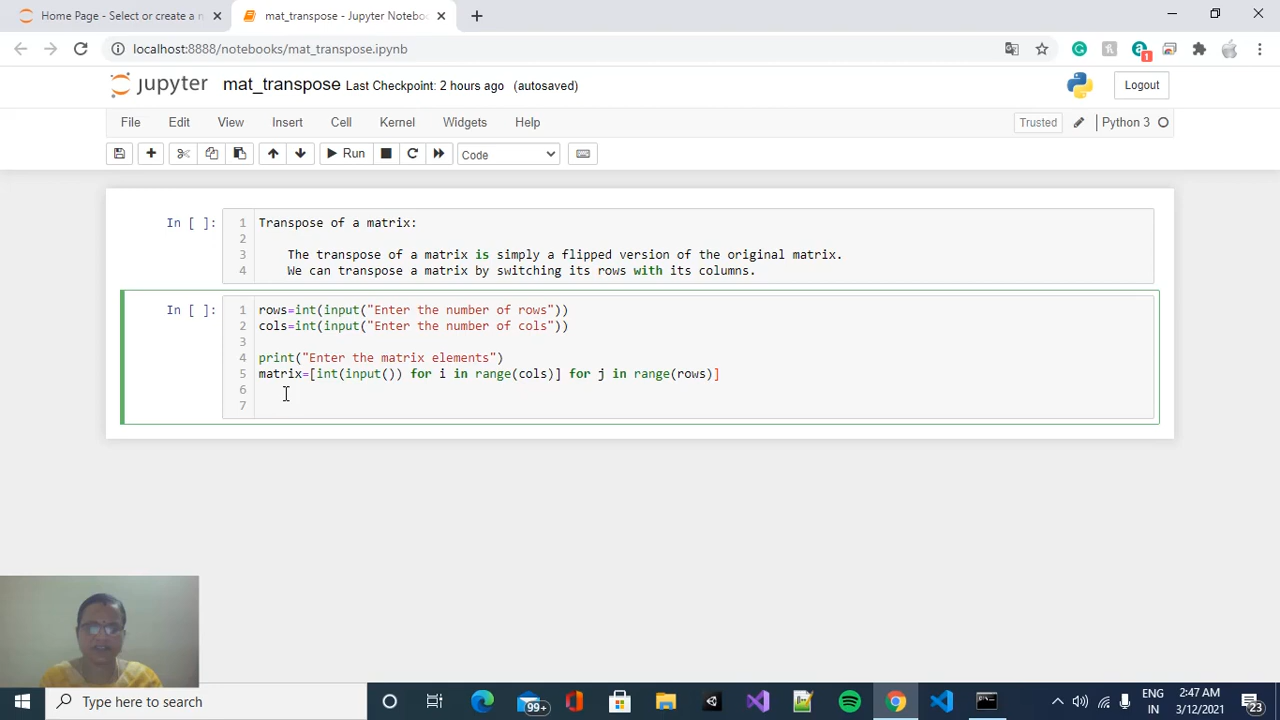 Home Page - Select or create a n
mat_transpose - Jupyter Noteboo
localhost:8888/notebooks/mat_transpose.ipynb
jupyter mat_transpose Last Checkpoint: 2 hours ago (autosaved)
Logout
File Edit View Insert Cell Kernel Widgets Help
Trusted Python 3
Run Code
In [ ]:
1 Transpose of a matrix:
2
3 The transpose of a matrix is simply a flipped version of the original matrix.
4 We can transpose a matrix by switching its rows with its columns.
In [ ]:
1 rows=int(input("Enter the number of rows"))
2 cols=int(input("Enter the number of cols"))
3
4 print("Enter the matrix elements")
5 matrix=[int(input()) for i in range(cols)] for j in range(rows)]
6
7
Type here to search
99+
ENG
IN
2:47 AM
3/12/2021
23